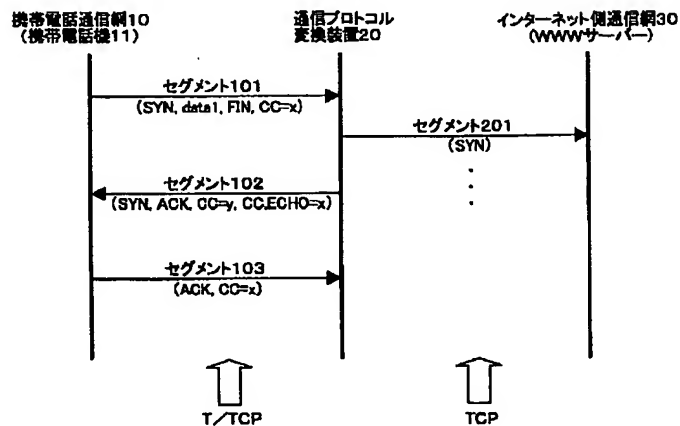 携帯電話通信網10
(携帯電話機11)
通信プロトコル
変換装置20
インターネット側通信網30
(WWWサーバー)
セグメント101
(SYN, data1, FIN, CC=x)
セグメント201
(SYN)
セグメント102
(SYN, ACK, CC=y, CC.ECHO=x)
セグメント103
(ACK, CC=x)
T/TCP
TCP